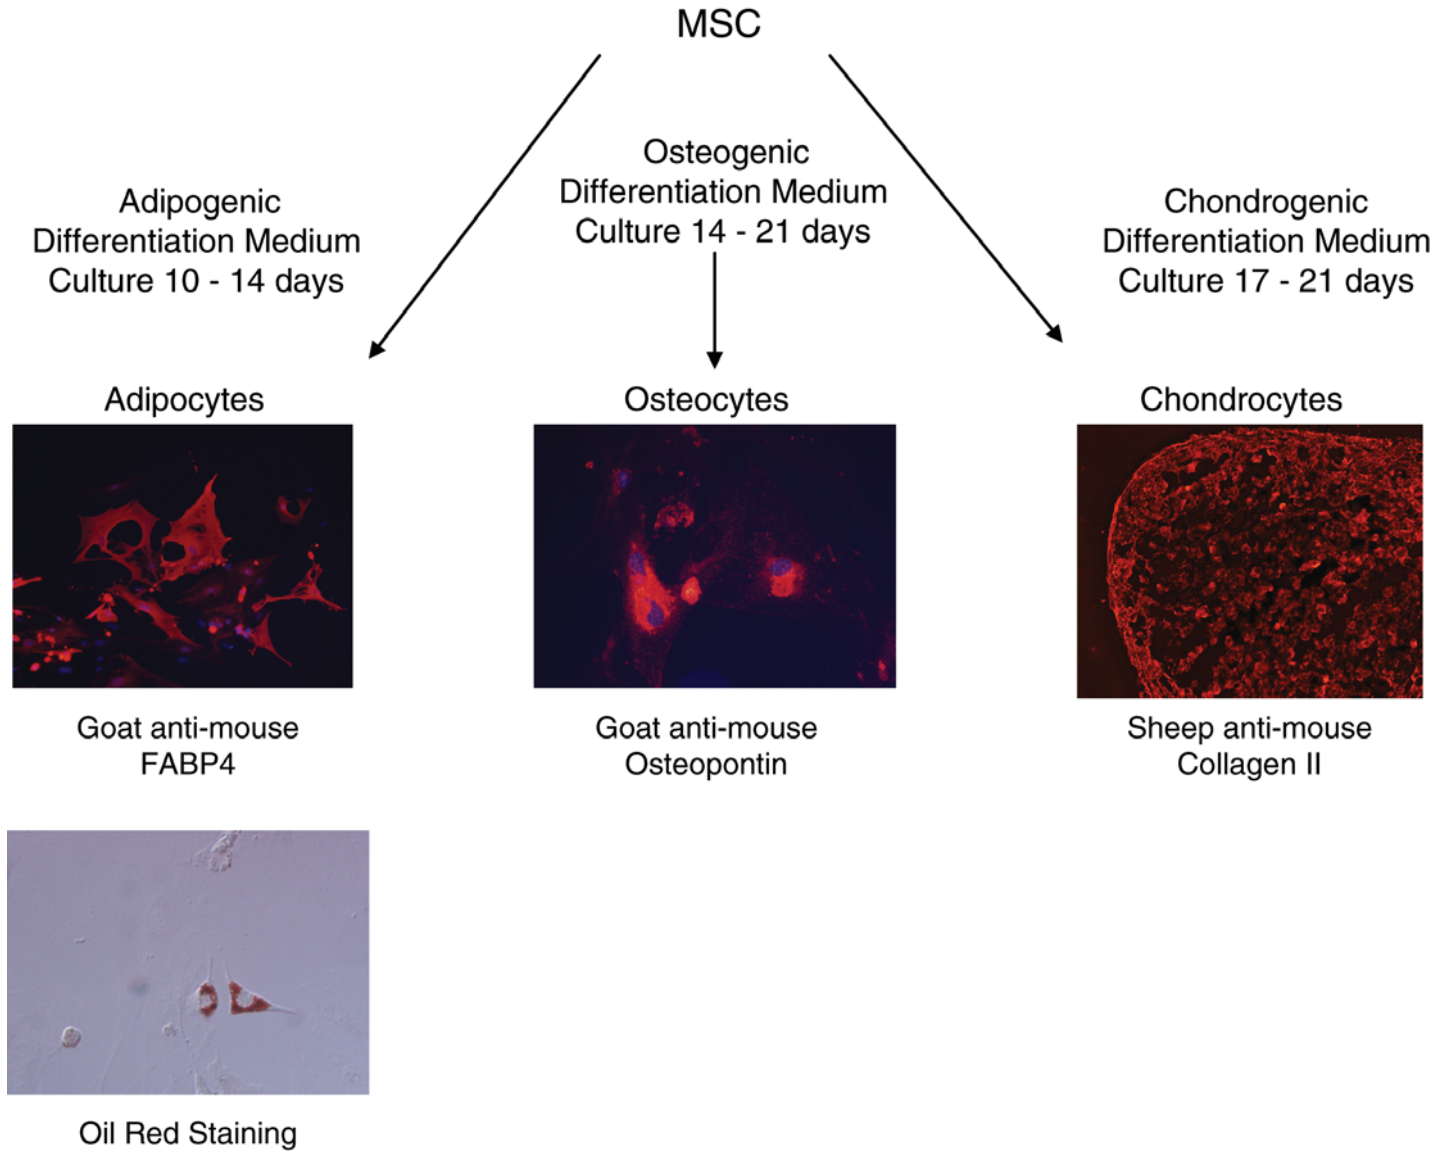 MSC
Adipogenic
Differentiation Medium
Culture 10 - 14 days
Osteogenic
Differentiation Medium
Culture 14 - 21 days
Chondrogenic
Differentiation Medium
Culture 17 - 21 days
Adipocytes
Osteocytes
Chondrocytes
Goat anti-mouse
FABP4
Goat anti-mouse
Osteopontin
Sheep anti-mouse
Collagen II
Oil Red Staining